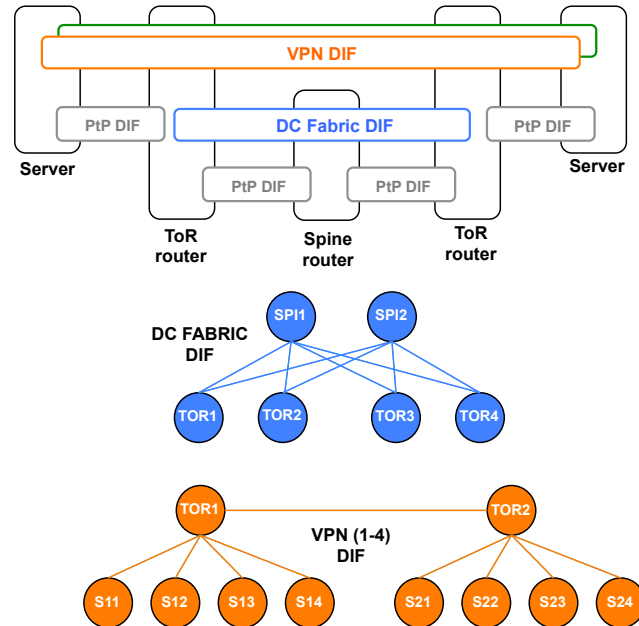 VPN DIF
PtP DIF
DC Fabric DIF
PtP DIF
Server
Server
PtP DIF
PtP DIF
ToR
router
Spine
router
ToR
router
SPI1
SPI2
DC FABRIC
DIF
TOR1
TOR2
TOR3
TOR4
TOR1
TOR2
VPN (1-4)
DIF
S11
S12
S13
S14
S21
S22
S23
S24